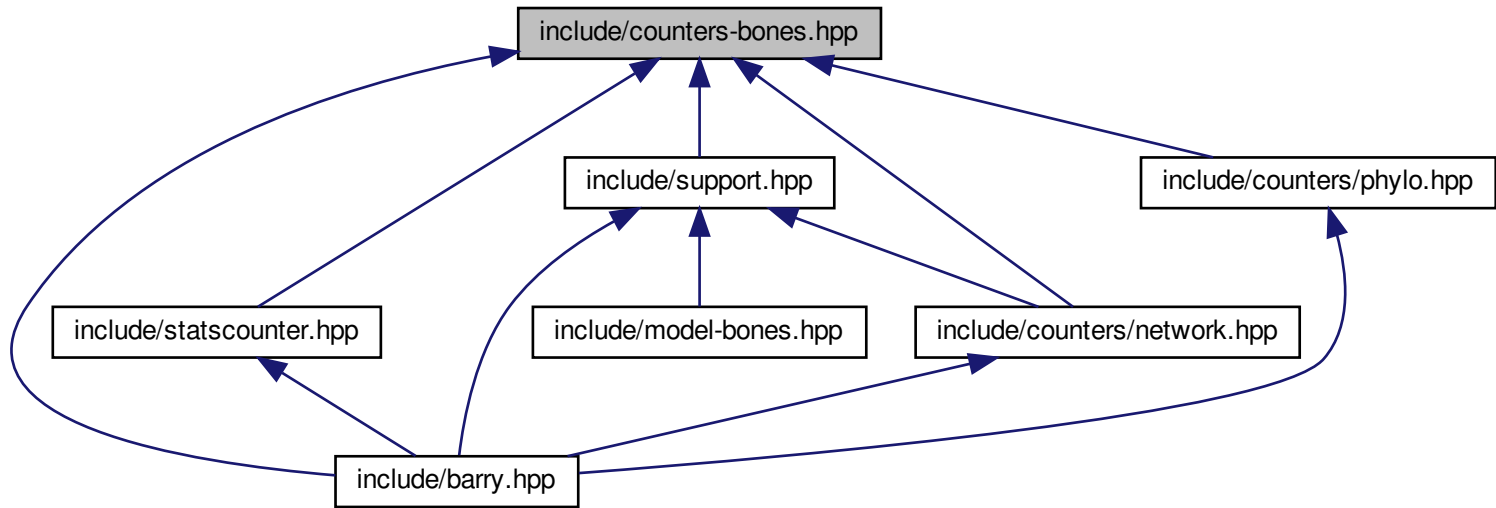 include/counters-bones.hpp
include/support.hpp
include/counters/phylo.hpp
include/statscounter.hpp
include/model-bones.hpp
include/counters/network.hpp
include/barry.hpp